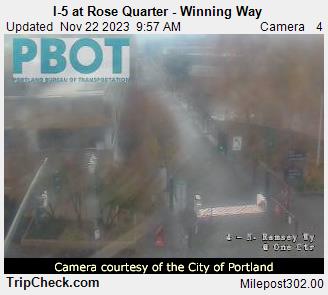 I-5 at Rose Quarter - Winning Way
Updated Nov 22 2023 9:57 AM Camera 4
PBOT
PORTLAND BUREAU OF TRANSPORTATION
4 - N. Ramsey Wy
@ One Ctr
Camera courtesy of the City of Portland
TripCheck.com Milepost302.00